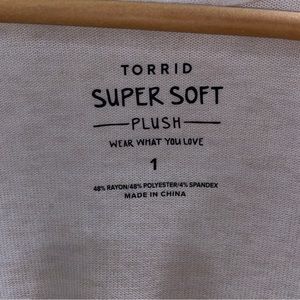 TORRID
SUPER SOFT
PLUSH
WEAR WHAT YOU LOVE
1
48% RAYON/48% POLYESTER/4% SPANDEX
MADE IN CHINA